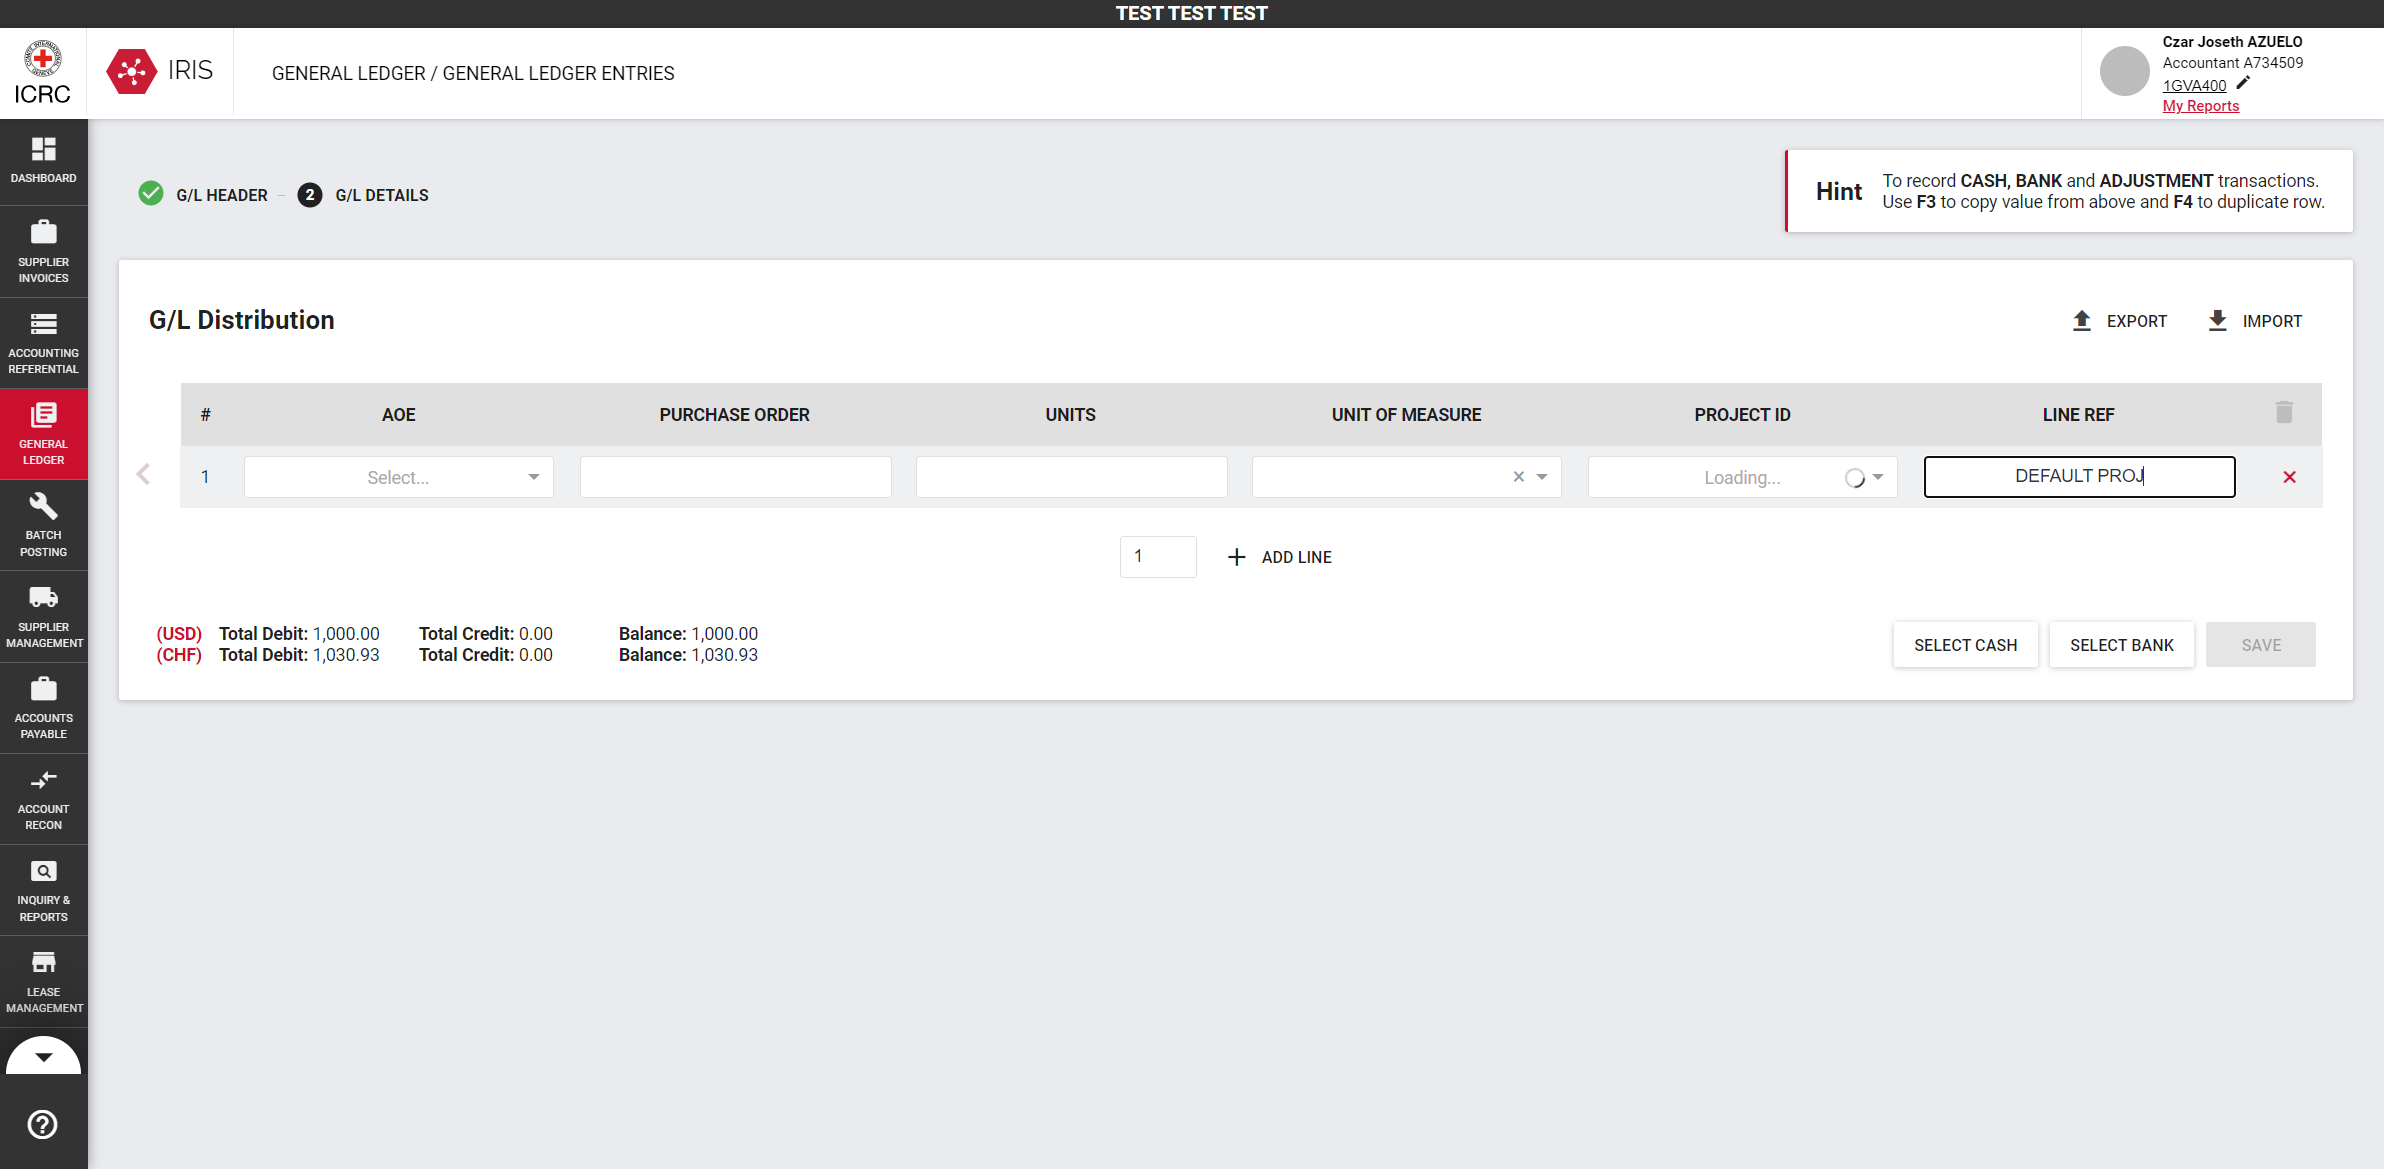 TEST TEST TEST
ICRC
IRIS
GENERAL LEDGER / GENERAL LEDGER ENTRIES
Czar Joseth AZUELO
Accountant A734509
1GVA400
My Reports
DASHBOARD
SUPPLIER
INVOICES
ACCOUNTING
REFERENTIAL
GENERAL
LEDGER
BATCH
POSTING
SUPPLIER
MANAGEMENT
ACCOUNTS
PAYABLE
ACCOUNT
RECON
INQUIRY &
REPORTS
LEASE
MANAGEMENT
G/L HEADER – 2 G/L DETAILS
Hint
To record CASH, BANK and ADJUSTMENT transactions.
Use F3 to copy value from above and F4 to duplicate row.
G/L Distribution
EXPORT IMPORT
# AOE PURCHASE ORDER UNITS UNIT OF MEASURE PROJECT ID LINE REF
1 Select... Loading... DEFAULT PROJ
1 ADD LINE
(USD) Total Debit: 1,000.00 Total Credit: 0.00 Balance: 1,000.00
(CHF) Total Debit: 1,030.93 Total Credit: 0.00 Balance: 1,030.93
SELECT CASH SELECT BANK SAVE